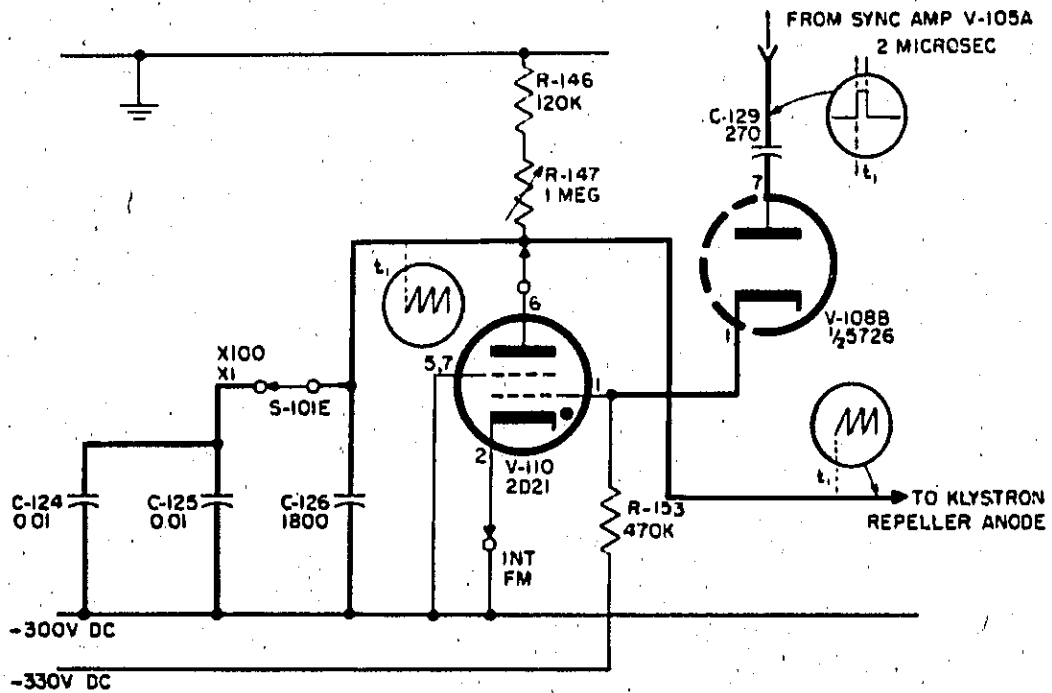 FROM SYNC AMP V-105A
2 MICROSEC
R-146
120K
C-129
270
t₁
R-147
1 MEG
7
t₁
6
V-108B
½5726
1
X100
X1
5,7
1
S-101E
2
V-110
2D21
t₁
C-124
0.01
C-125
0.01
C-126
1800
R-153
470K
TO KLYSTRON
REPELLER ANODE
INT
FM
-300V DC
-330V DC